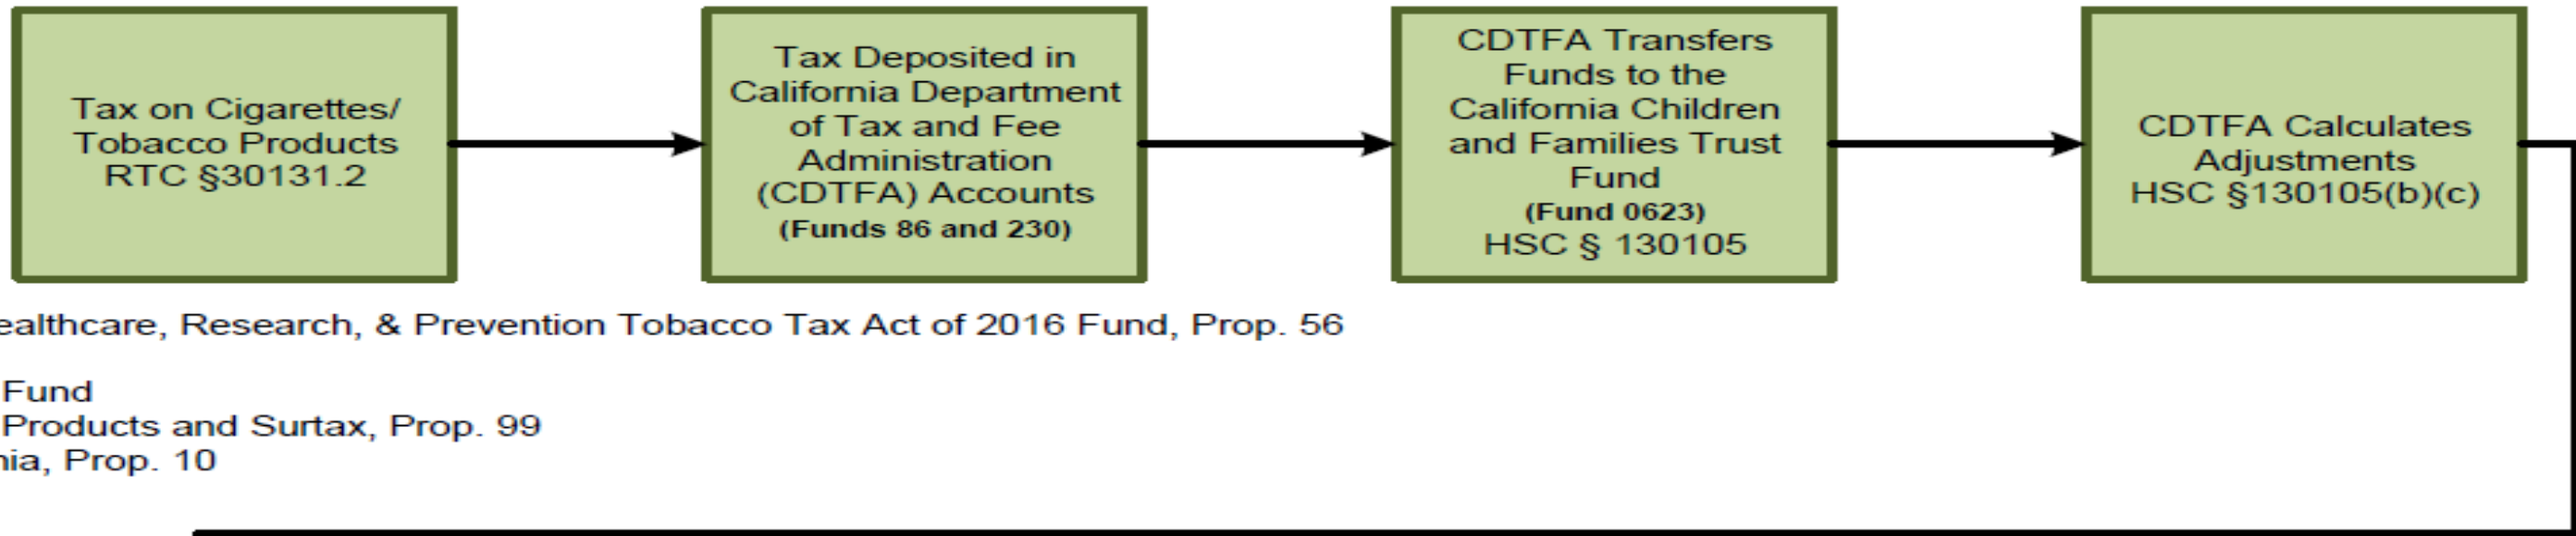 Tax on Cigarettes/
Tobacco Products
RTC §30131.2
Tax Deposited in
California Department
of Tax and Fee
Administration
(CDTFA) Accounts
(Funds 86 and 230)
CDTFA Transfers
Funds to the
California Children
and Families Trust
Fund
(Fund 0623)
HSC § 130105
CDTFA Calculates
Adjustments
HSC §130105(b)(c)
ealthcare, Research, & Prevention Tobacco Tax Act of 2016 Fund, Prop. 56
Fund
Products and Surtax, Prop. 99
nia, Prop. 10